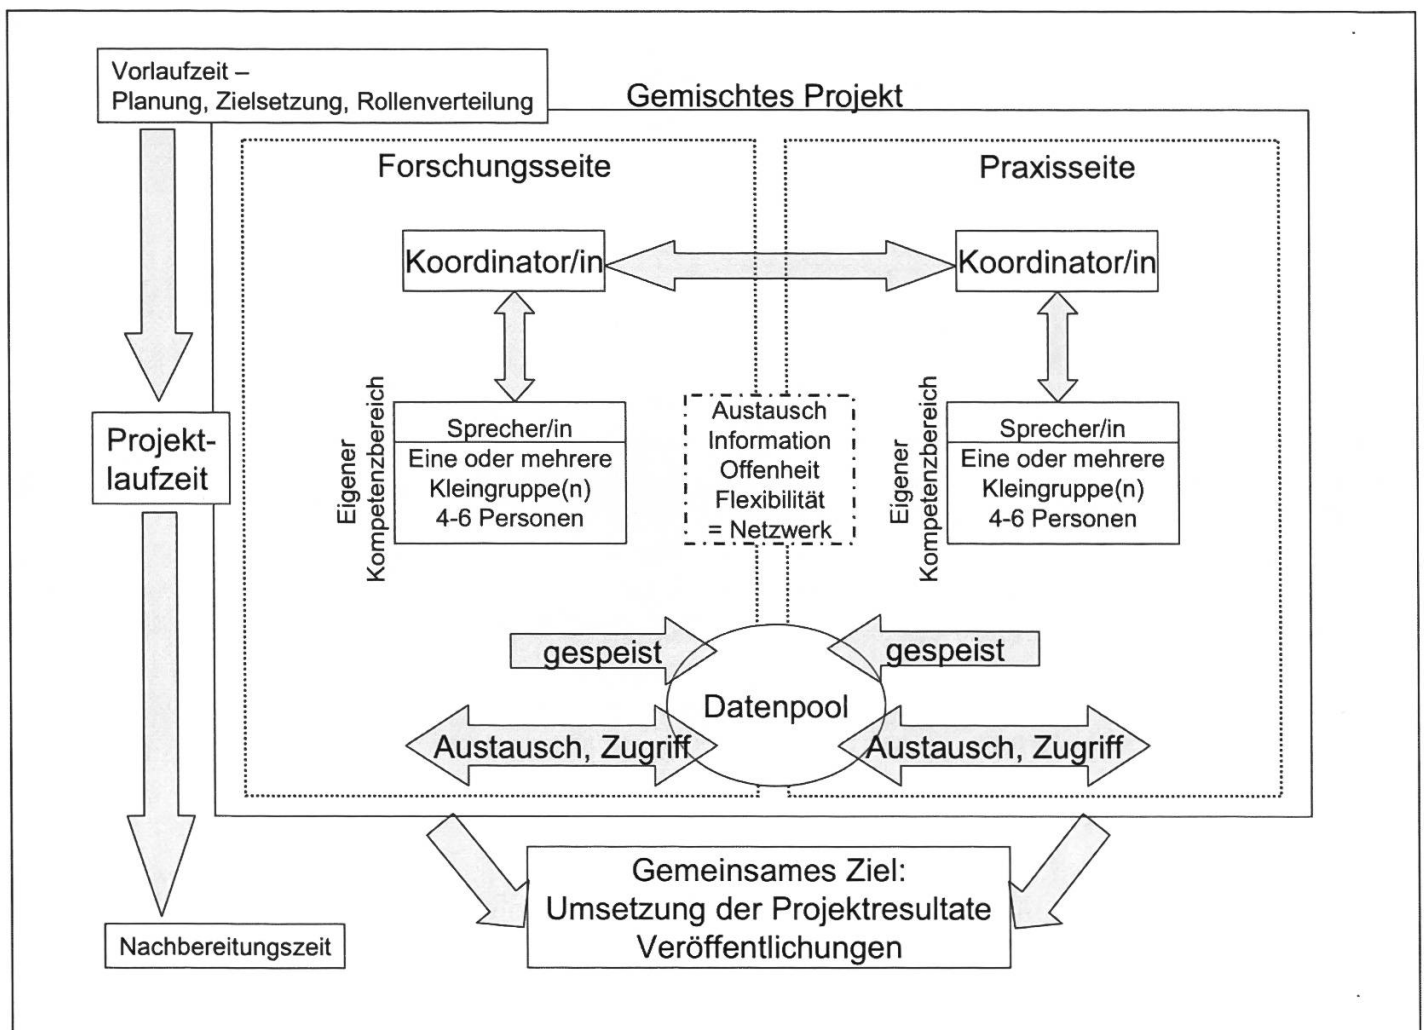 Vorlaufzeit –
Planung, Zielsetzung, Rollenverteilung
Gemischtes Projekt
Forschungsseite
Praxisseite
Koordinator/in
Koordinator/in
Projekt-
laufzeit
Eigener
Kompetenzbereich
Sprecher/in
Eine oder mehrere
Kleingruppe(n)
4-6 Personen
Austausch
Information
Offenheit
Flexibilität
= Netzwerk
Eigener
Kompetenzbereich
Sprecher/in
Eine oder mehrere
Kleingruppe(n)
4-6 Personen
gespeist
gespeist
Datenpool
Austausch, Zugriff
Austausch, Zugriff
Gemeinsames Ziel:
Umsetzung der Projektresultate
Veröffentlichungen
Nachbereitungszeit